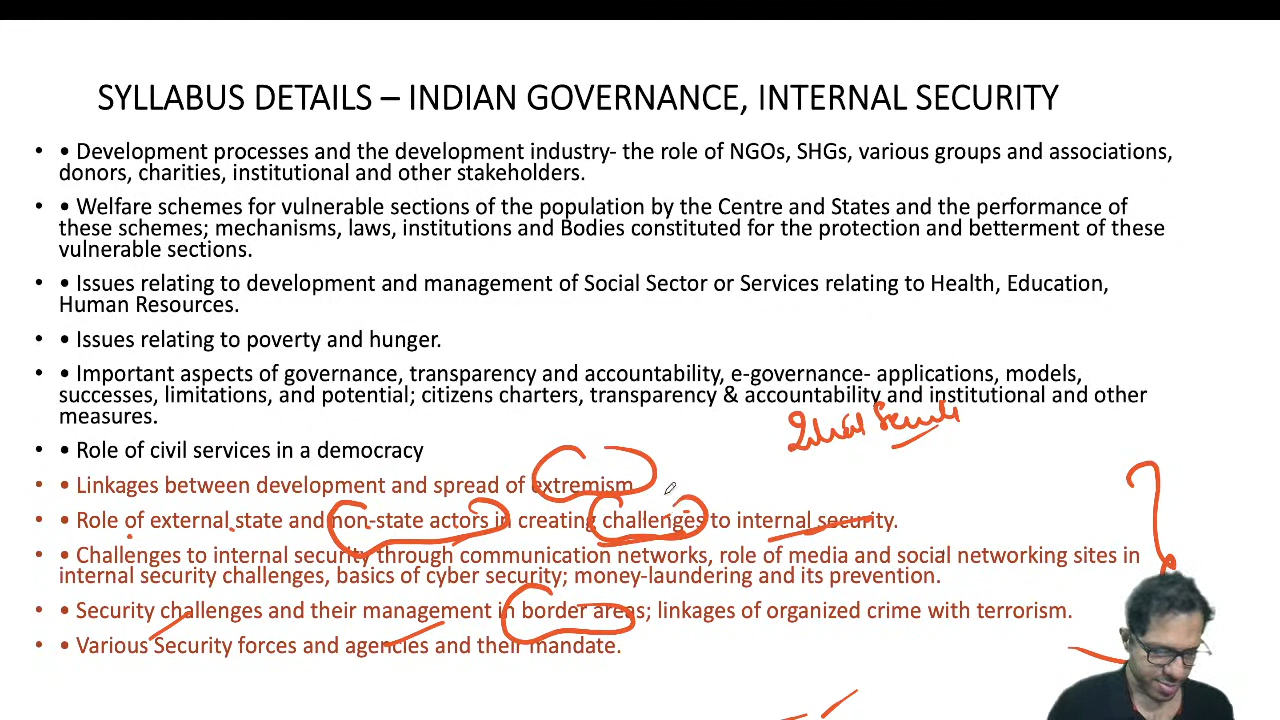 SYLLABUS DETAILS – INDIAN GOVERNANCE, INTERNAL SECURITY
• • Development processes and the development industry- the role of NGOs, SHGs, various groups and associations,
donors, charities, institutional and other stakeholders.
• • Welfare schemes for vulnerable sections of the population by the Centre and States and the performance of
these schemes; mechanisms, laws, institutions and Bodies constituted for the protection and betterment of these
vulnerable sections.
• • Issues relating to development and management of Social Sector or Services relating to Health, Education,
Human Resources.
• • Issues relating to poverty and hunger.
• • Important aspects of governance, transparency and accountability, e-governance- applications, models,
successes, limitations, and potential; citizens charters, transparency & accountability and institutional and other
measures.
• • Role of civil services in a democracy
• • Linkages between development and spread of extremism.
• • Role of external state and non-state actors in creating challenges to internal security.
• • Challenges to internal security through communication networks, role of media and social networking sites in
internal security challenges, basics of cyber security; money-laundering and its prevention.
• • Security challenges and their management in border areas; linkages of organized crime with terrorism.
• • Various Security forces and agencies and their mandate.